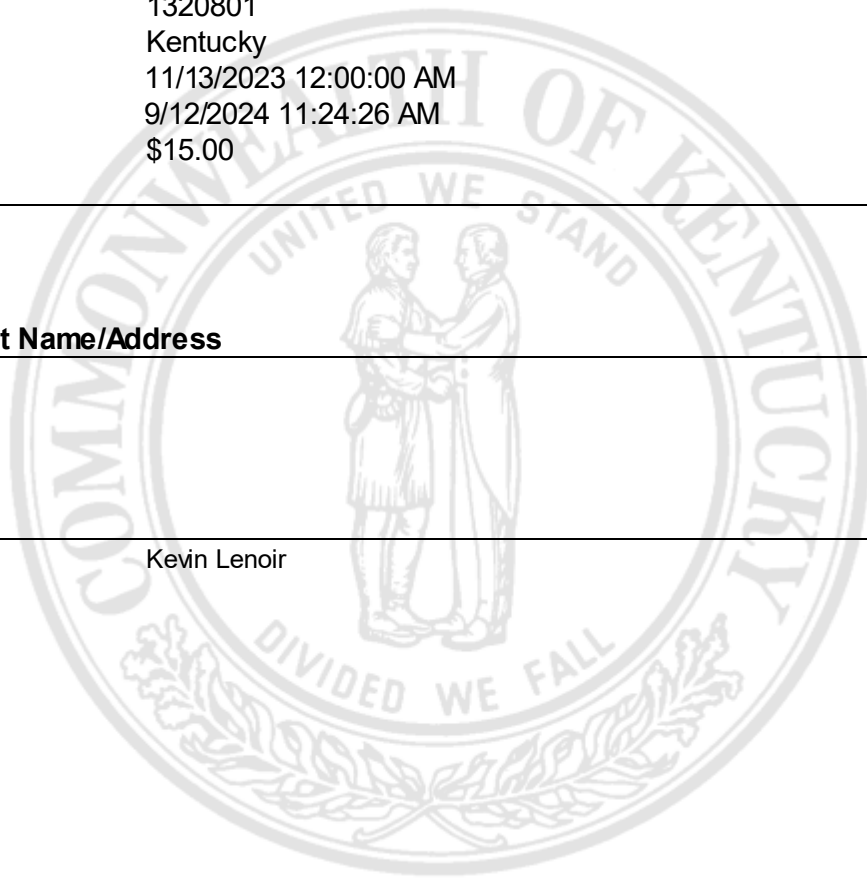 1320801
Kentucky
11/13/2023 12:00:00 AM
9/12/2024 11:24:26 AM
$15.00
COMMONWEALTH OF KENTUCKY
UNITED WE STAND
t Name/Address
Kevin Lenoir
DIVIDED WE FALL